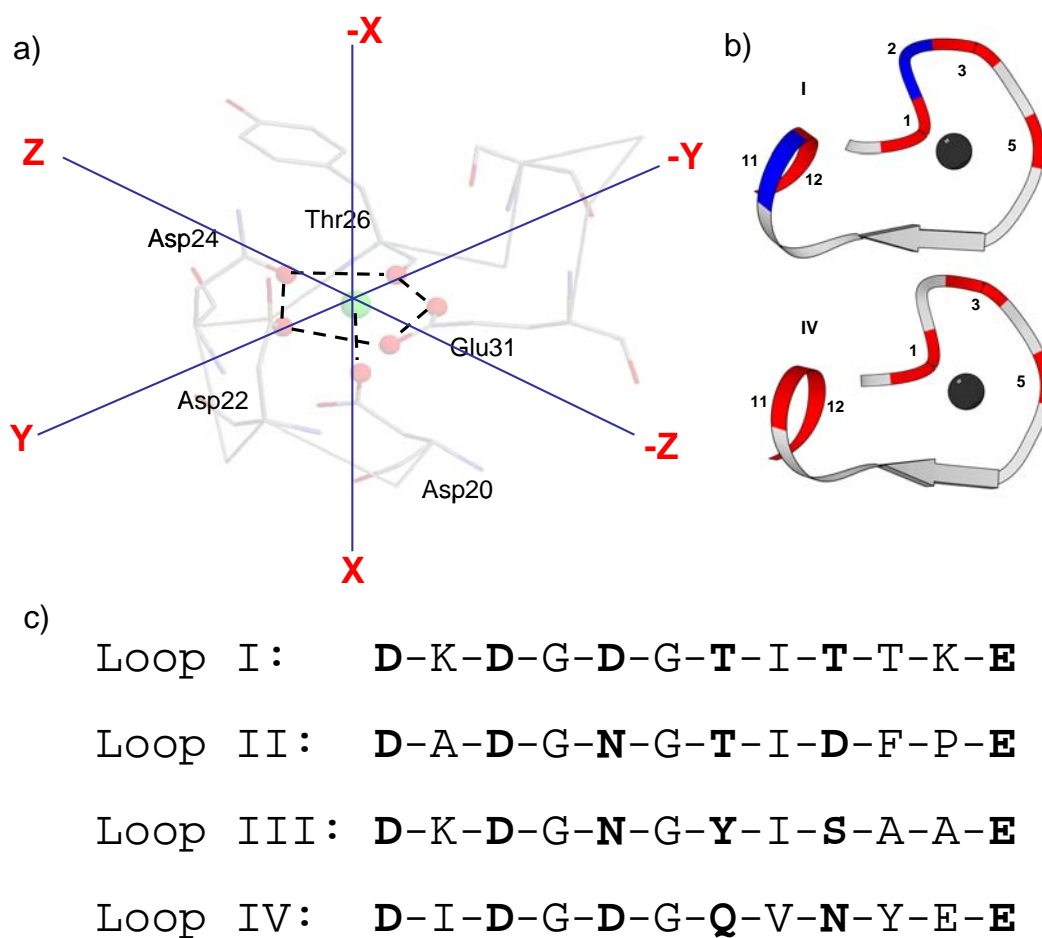 a)
-X
Z
-Y
Thr26
Asp24
Glu31
Asp22
Y
-Z
Asp20
X
b)
2
3
I
1
5
11
12
3
IV
1
5
11
12
c)
Loop I: D-K-D-G-D-G-T-I-T-T-K-E
Loop II: D-A-D-G-N-G-T-I-D-F-P-E
Loop III: D-K-D-G-N-G-Y-I-S-A-A-E
Loop IV: D-I-D-G-D-G-Q-V-N-Y-E-E